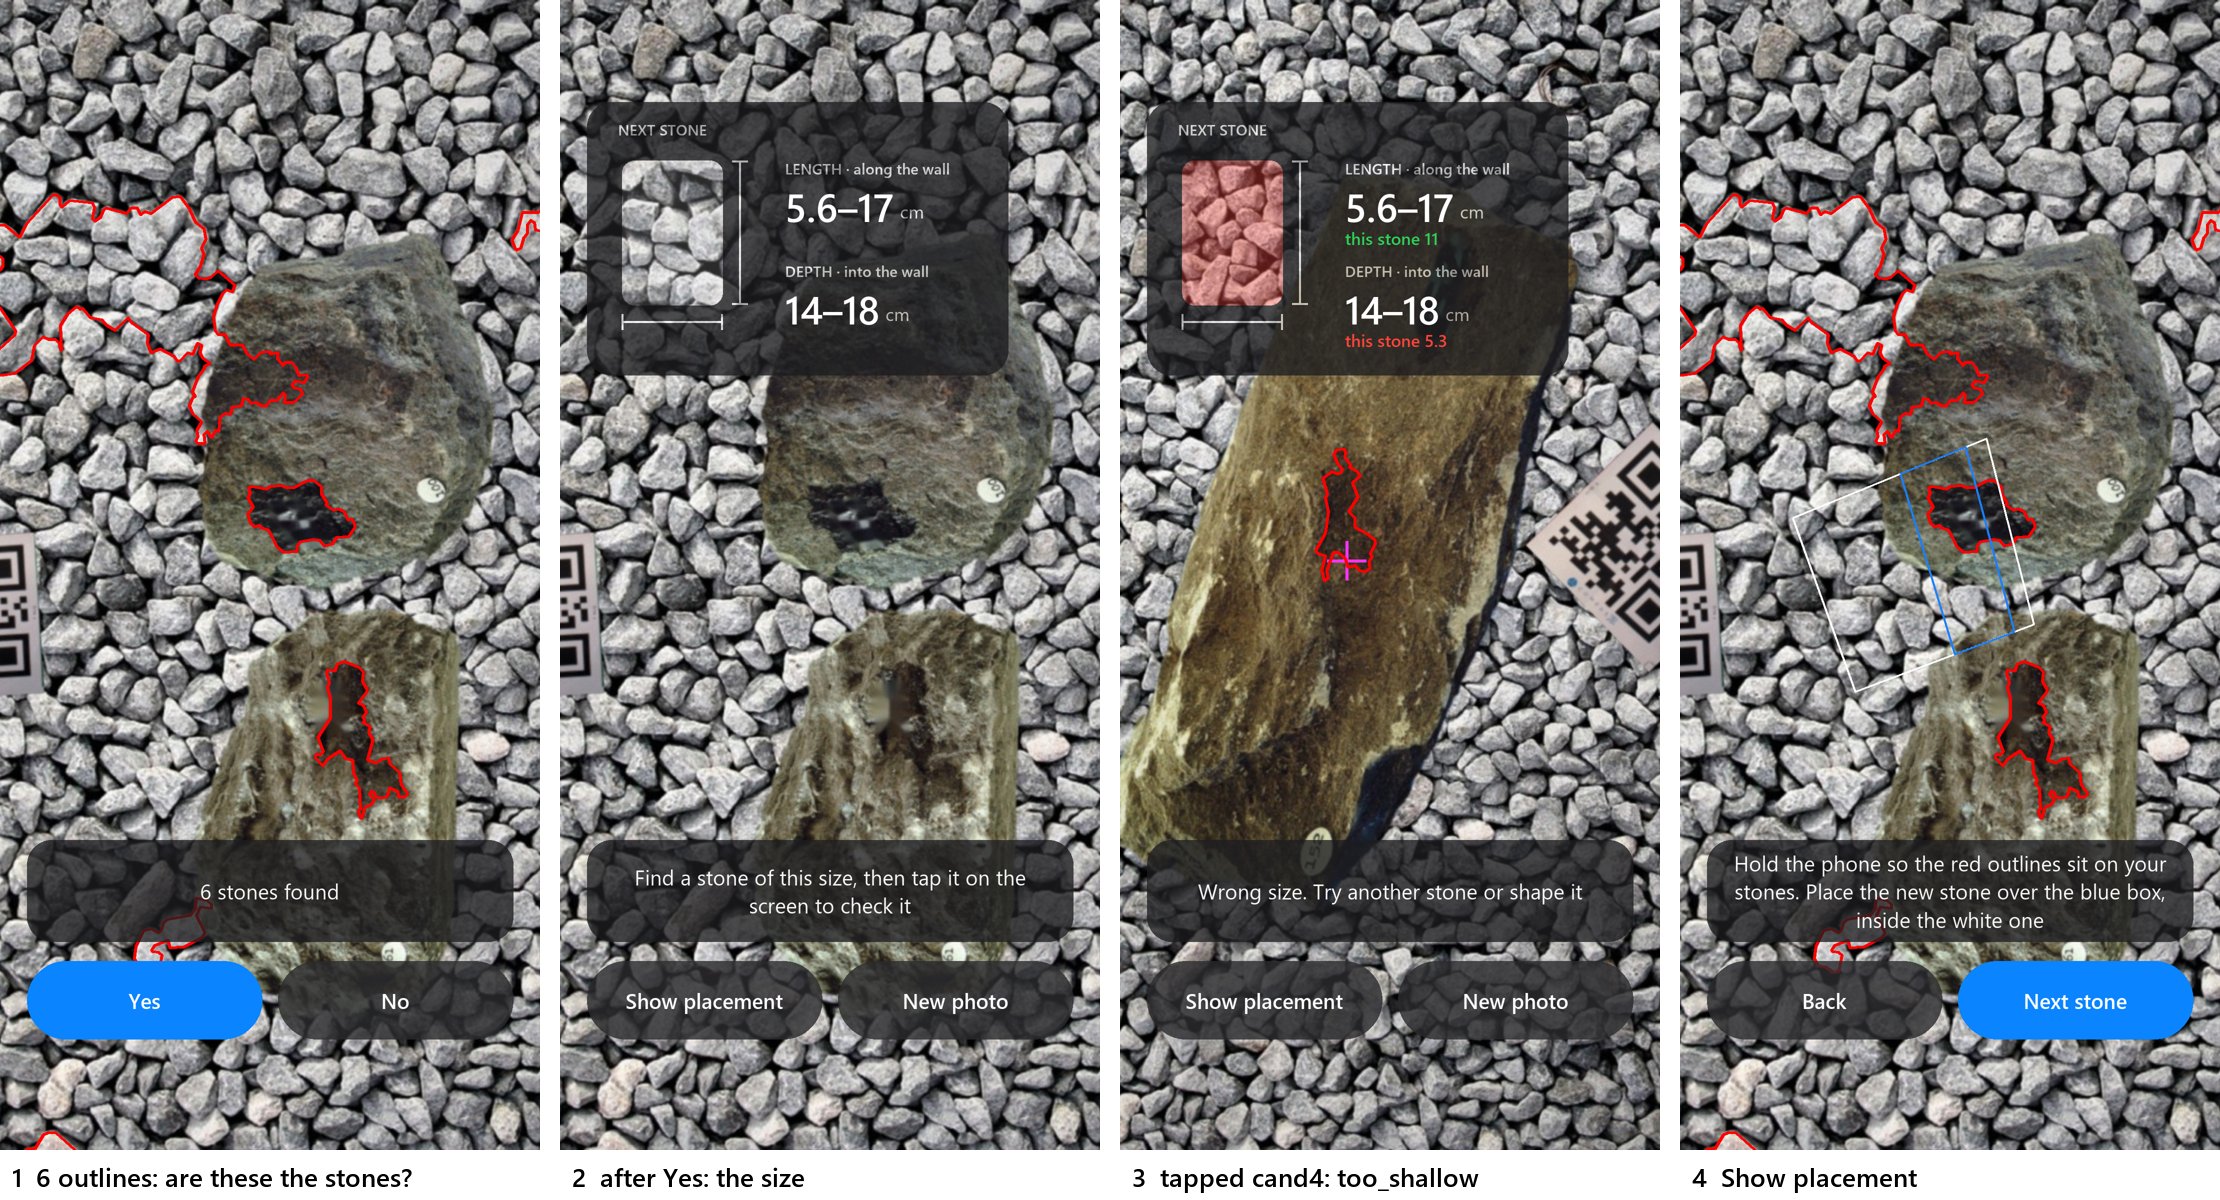 6 stones found
Yes
No
1 6 outlines: are these the stones?
NEXT STONE
LENGTH · along the wall
5.6–17 cm
DEPTH · into the wall
14–18 cm
Find a stone of this size, then tap it on the
screen to check it
Show placement
New photo
2 after Yes: the size
NEXT STONE
LENGTH · along the wall
5.6–17 cm
this stone 11
DEPTH · into the wall
14–18 cm
this stone 5.3
Wrong size. Try another stone or shape it
Show placement
New photo
3 tapped cand4: too_shallow
Hold the phone so the red outlines sit on your
stones. Place the new stone over the blue box,
inside the white one
Back
Next stone
4 Show placement